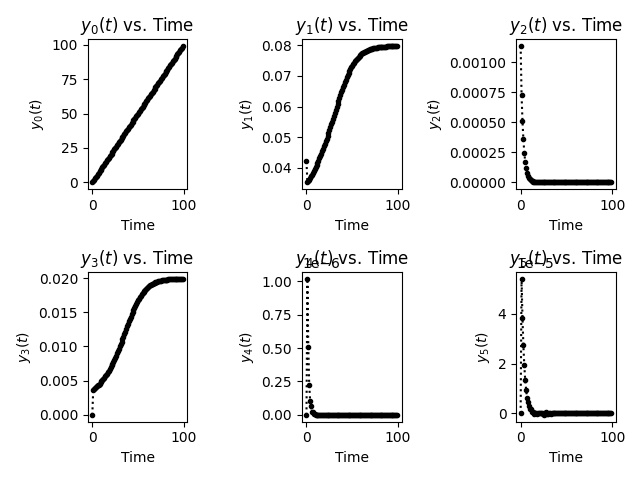 y₀(t) vs. Time
y₁(t) vs. Time
y₂(t) vs. Time
100
75
50
25
0
y₀(t)
0 100
Time
0.08
0.07
0.06
0.05
0.04
y₁(t)
0 100
Time
0.00100
0.00075
0.00050
0.00025
0.00000
y₂(t)
0 100
Time
y₃(t) vs. Time
vs. Time
vs. Time
0.020
0.015
0.010
0.005
0.000
y₃(t)
0 100
Time
1.00
0.75
0.50
0.25
0.00
y₄(t)
0 100
Time
4
2
0
y₅(t)
0 100
Time